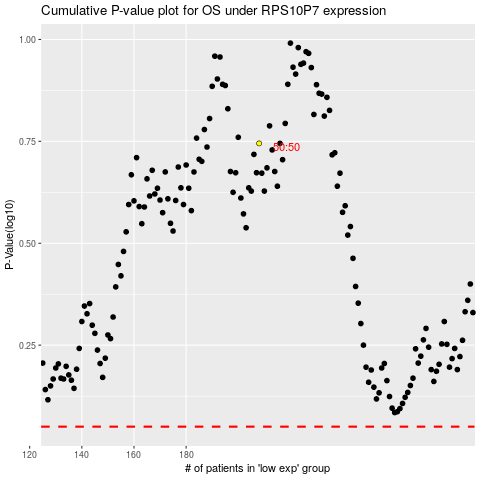 Cumulative P-value plot for OS under RPS10P7 expression
1.00
0.75
0.50
0.25
P-Value(log10)
50:50
120 140 160 180
# of patients in 'low exp' group